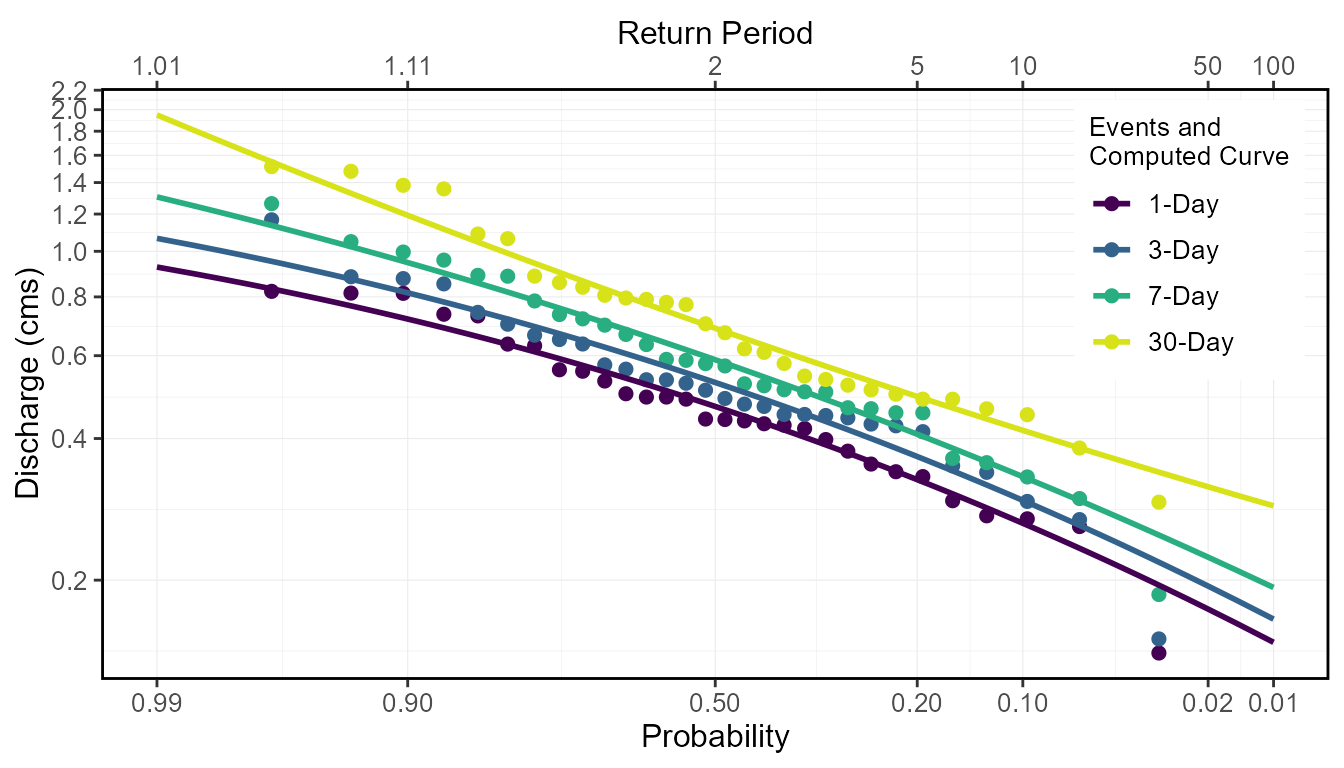 Return Period
1.01 1.11 2 5 10 50 100
2.2
2.0
1.8
1.6
1.4
1.2
1.0
0.8
0.6
0.4
0.2
Discharge (cms)
Events and
Computed Curve
1-Day
3-Day
7-Day
30-Day
0.99 0.90 0.50 0.20 0.10 0.02 0.01
Probability